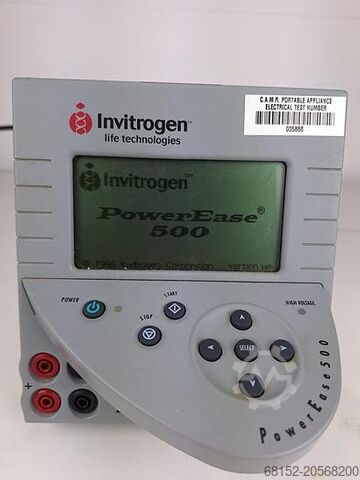 C.A.M.R. PORTABLE APPLIANCE
ELECTRICAL TEST NUMBER
005866
Invitrogen™
life technologies
Invitrogen™
PowerEase®
500
© 1995 Invitrogen Corporation version
POWER
START
STOP
HIGH VOLTAGE
SELECT
+
PowerEase500
68152-20568200